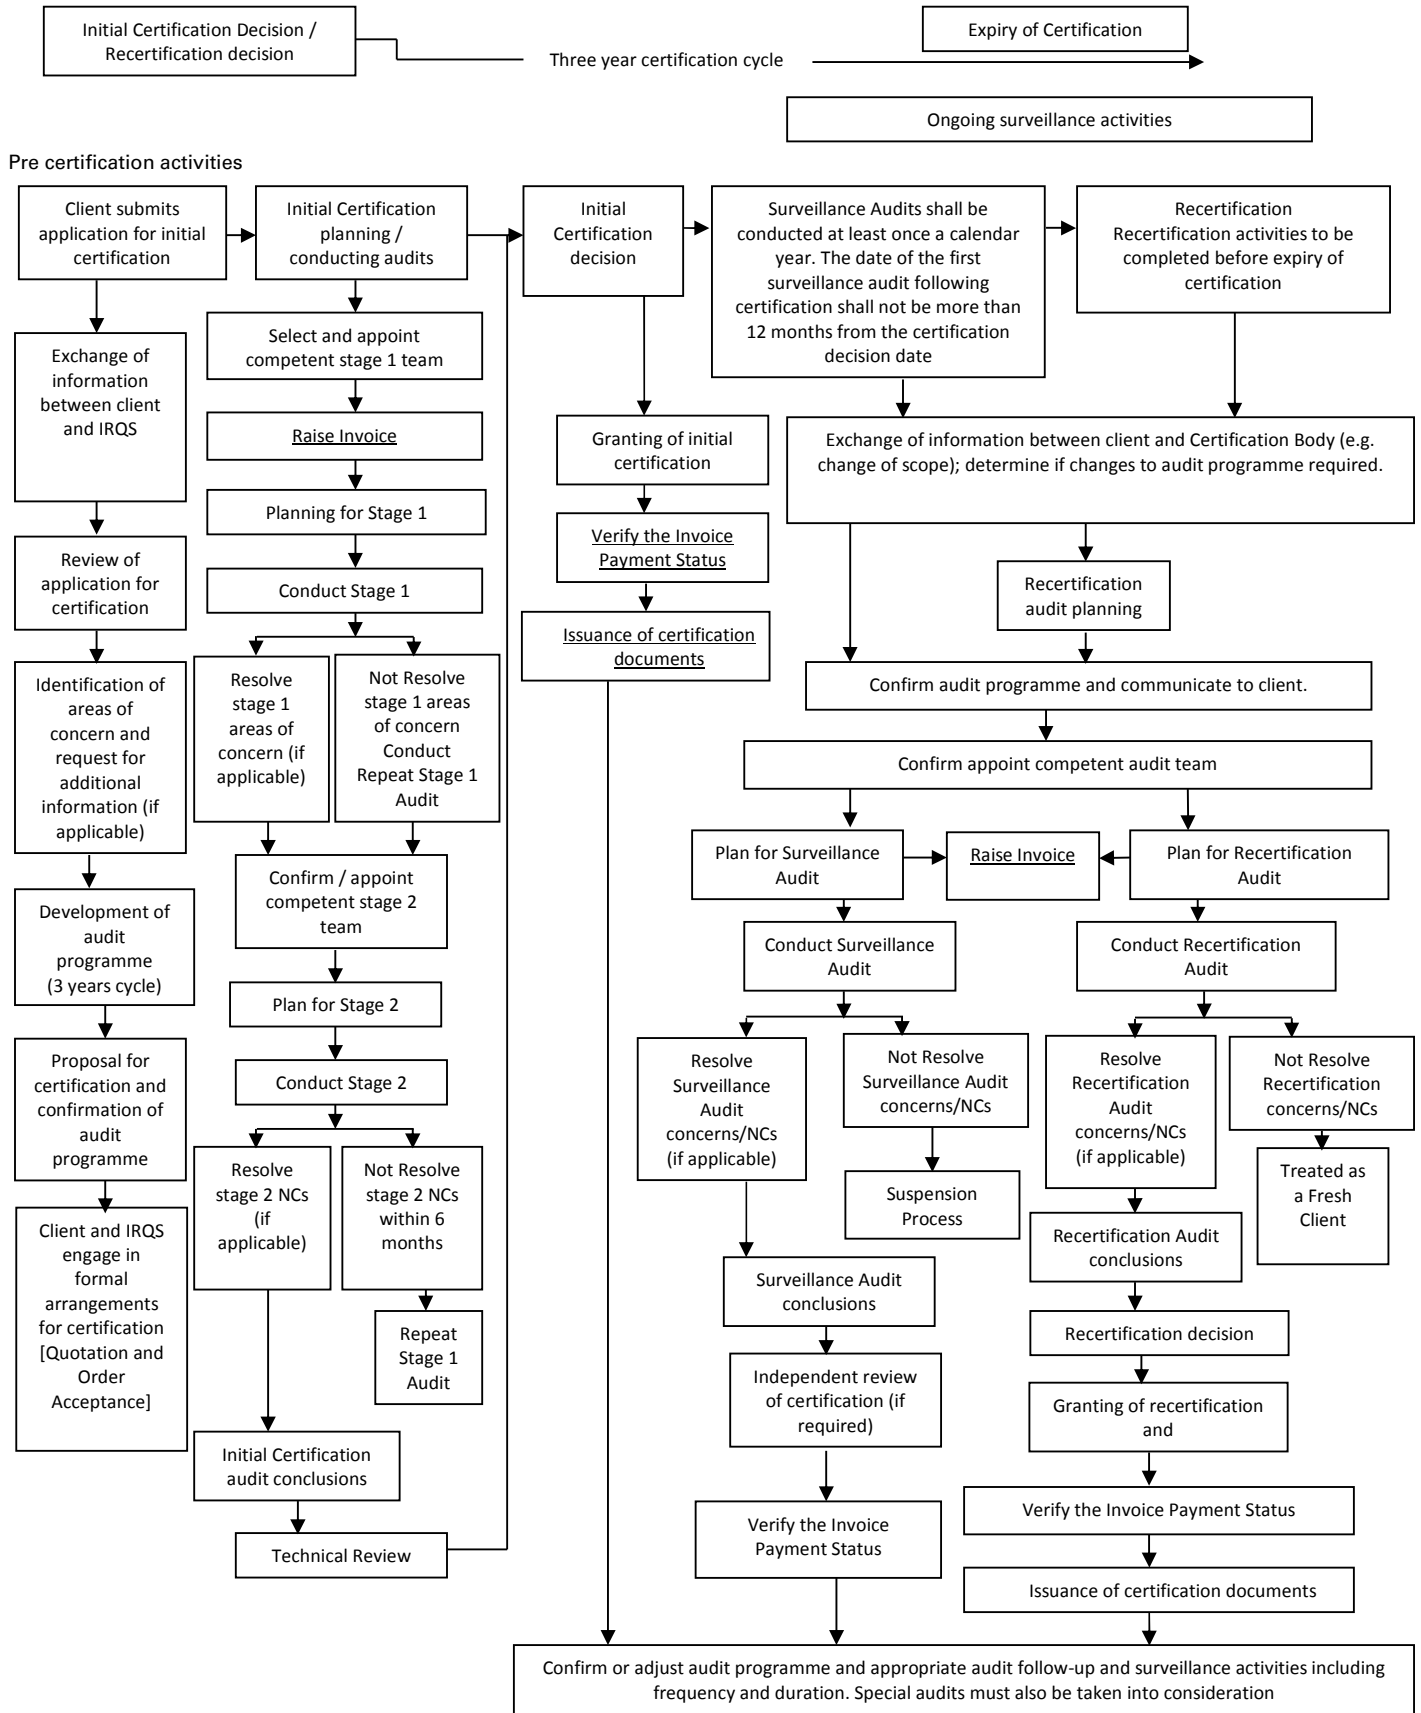 Initial Certification Decision /
Recertification decision
Three year certification cycle
Expiry of Certification
Ongoing surveillance activities
Pre certification activities
Client submits
application for initial
certification
Exchange of
information
between client
and IRQS
Review of
application for
certification
Identification of
areas of
concern and
request for
additional
information (if
applicable)
Development of
audit
programme
(3 years cycle)
Proposal for
certification and
confirmation of
audit
programme
Client and IRQS
engage in
formal
arrangements
for certification
[Quotation and
Order
Acceptance]
Initial Certification
planning /
conducting audits
Select and appoint
competent stage 1 team
Raise Invoice
Planning for Stage 1
Conduct Stage 1
Resolve
stage 1
areas of
concern (if
applicable)
Not Resolve
stage 1 areas
of concern
Conduct
Repeat Stage 1
Audit
Confirm / appoint
competent stage 2
team
Plan for Stage 2
Conduct Stage 2
Resolve
stage 2 NCs
(if
applicable)
Not Resolve
stage 2 NCs
within 6
months
Repeat
Stage 1
Audit
Initial Certification
audit conclusions
Technical Review
Initial
Certification
decision
Granting of initial
certification
Verify the Invoice
Payment Status
Issuance of certification
documents
Surveillance Audits shall be
conducted at least once a calendar
year. The date of the first
surveillance audit following
certification shall not be more than
12 months from the certification
decision date
Recertification
Recertification activities to be
completed before expiry of
certification
Exchange of information between client and Certification Body (e.g.
change of scope); determine if changes to audit programme required.
Recertification
audit planning
Confirm audit programme and communicate to client.
Confirm appoint competent audit team
Plan for Surveillance
Audit
Raise Invoice
Plan for Recertification
Audit
Conduct Surveillance
Audit
Conduct Recertification
Audit
Resolve
Surveillance
Audit
concerns/NCs
(if applicable)
Not Resolve
Surveillance Audit
concerns/NCs
Suspension
Process
Resolve
Recertification
Audit
concerns/NCs
(if applicable)
Not Resolve
Recertification
concerns/NCs
Treated as
a Fresh
Client
Surveillance Audit
conclusions
Independent review
of certification (if
required)
Verify the Invoice
Payment Status
Recertification Audit
conclusions
Recertification decision
Granting of recertification
and
Verify the Invoice Payment Status
Issuance of certification documents
Confirm or adjust audit programme and appropriate audit follow-up and surveillance activities including
frequency and duration. Special audits must also be taken into consideration